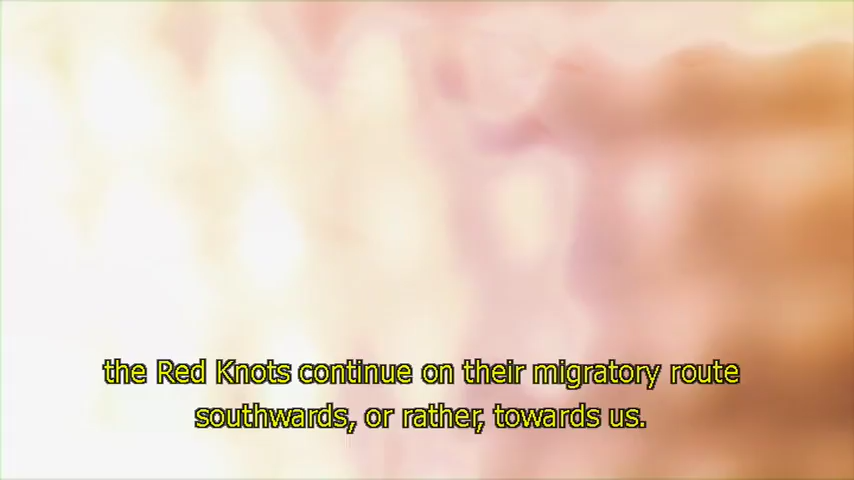 the Red Knots continue on their migratory route
southwards, or rather, towards us.